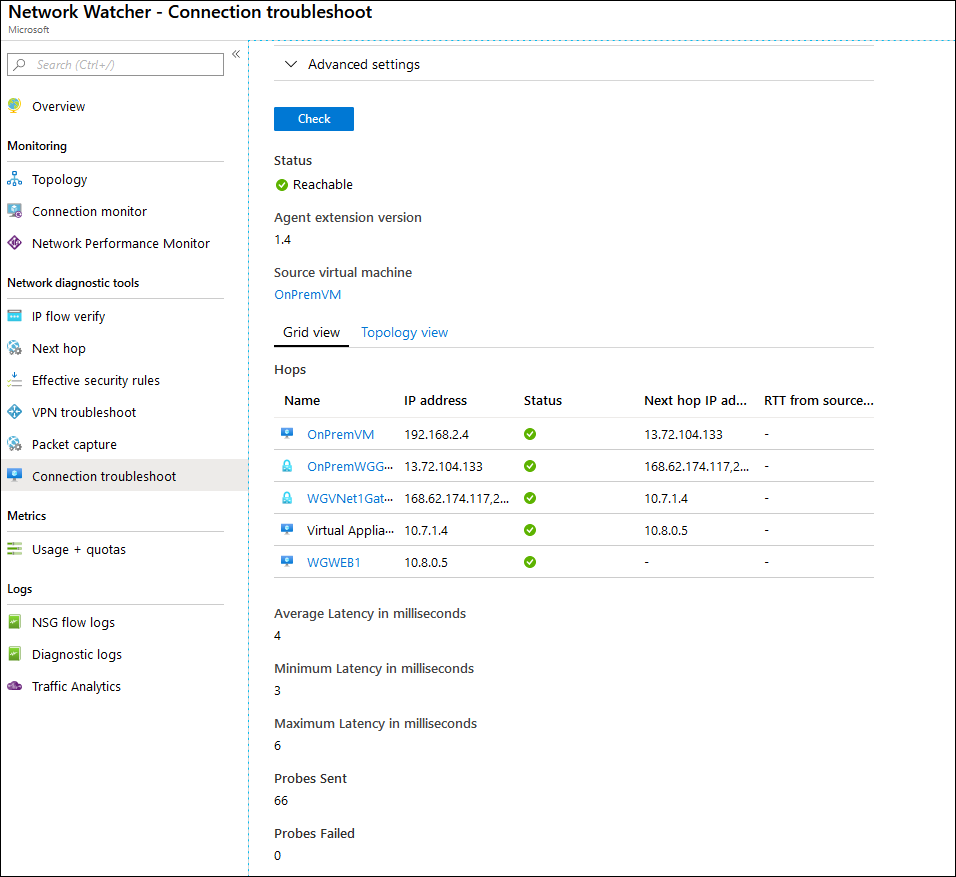 Network Watcher - Connection troubleshoot
Microsoft
Search (Ctrl+/)
«
Overview
Monitoring
Topology
Connection monitor
Network Performance Monitor
Network diagnostic tools
IP flow verify
Next hop
Effective security rules
VPN troubleshoot
Packet capture
Connection troubleshoot
Metrics
Usage + quotas
Logs
NSG flow logs
Diagnostic logs
Traffic Analytics
Advanced settings
Check
Status
Reachable
Agent extension version
1.4
Source virtual machine
OnPremVM
Grid view Topology view
Hops
Name IP address Status Next hop IP ad... RTT from source...
OnPremVM 192.168.2.4 13.72.104.133 -
OnPremWGG... 13.72.104.133 168.62.174.117,2... -
WGVNet1Gat... 168.62.174.117,2... 10.7.1.4 -
Virtual Applia... 10.7.1.4 10.8.0.5 -
WGWEB1 10.8.0.5 - -
Average Latency in milliseconds
4
Minimum Latency in milliseconds
3
Maximum Latency in milliseconds
6
Probes Sent
66
Probes Failed
0